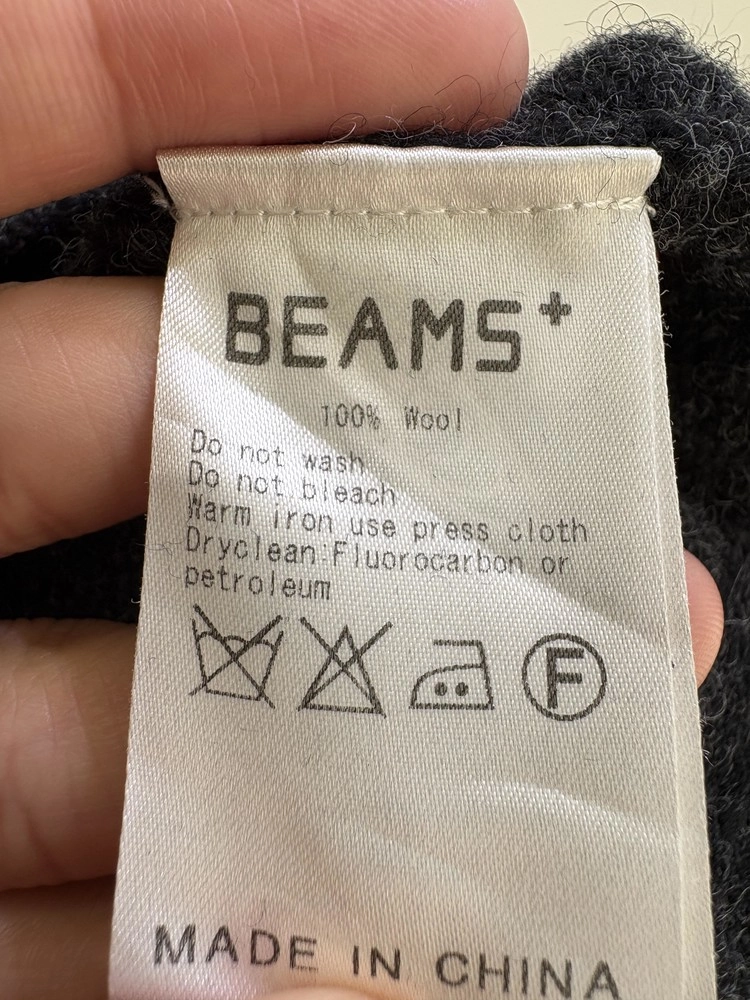 BEAMS+
100% Wool
Do not wash
Do not bleach
Warm iron use press cloth
Dryclean:Fluorocarbon or
petroleum
F
MADE IN CHINA